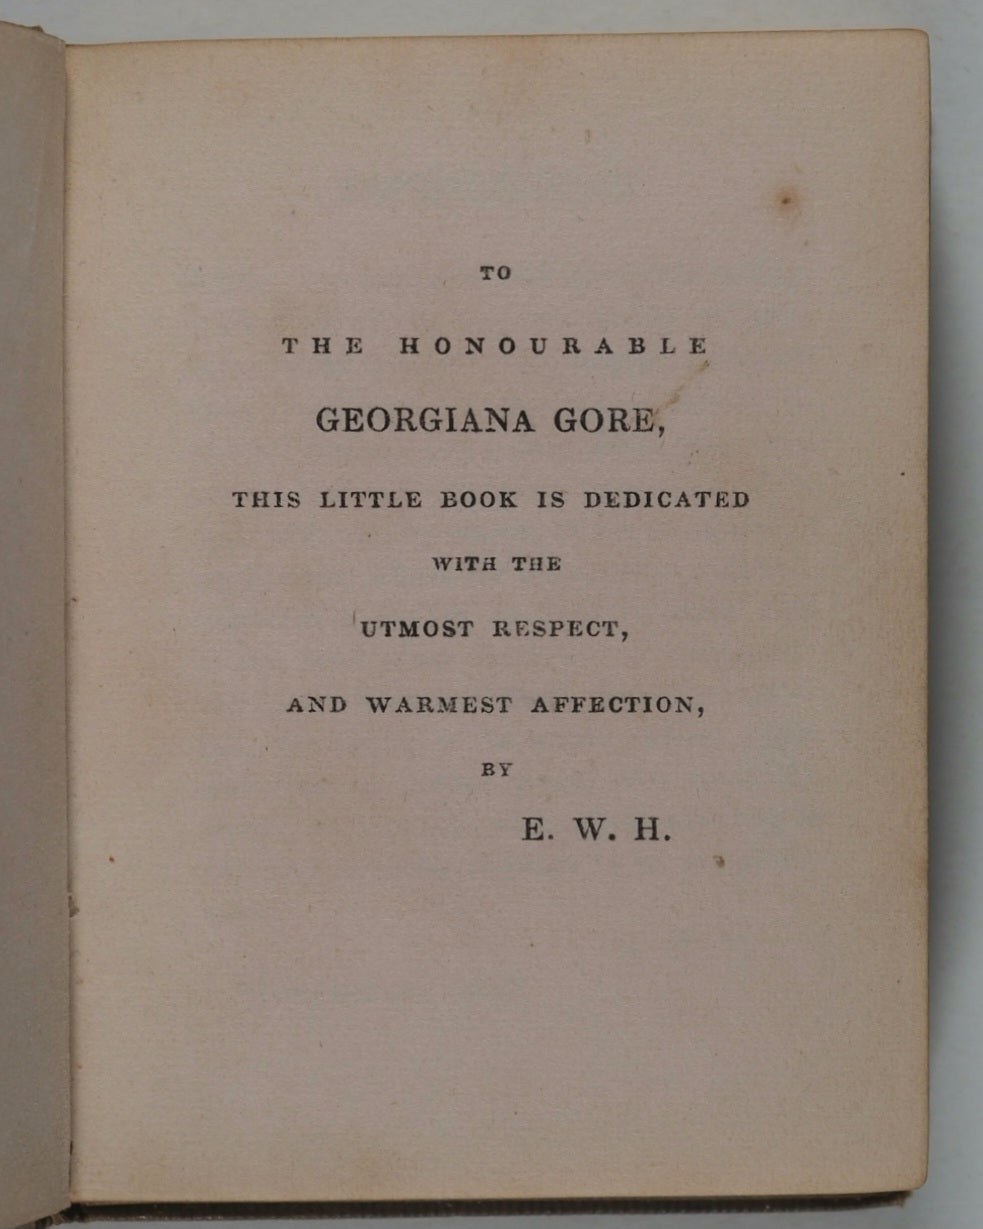 TO
THE HONOURABLE
GEORGIANA GORE,
THIS LITTLE BOOK IS DEDICATED
WITH THE
UTMOST RESPECT,
AND WARMEST AFFECTION,
BY
E. W. H.